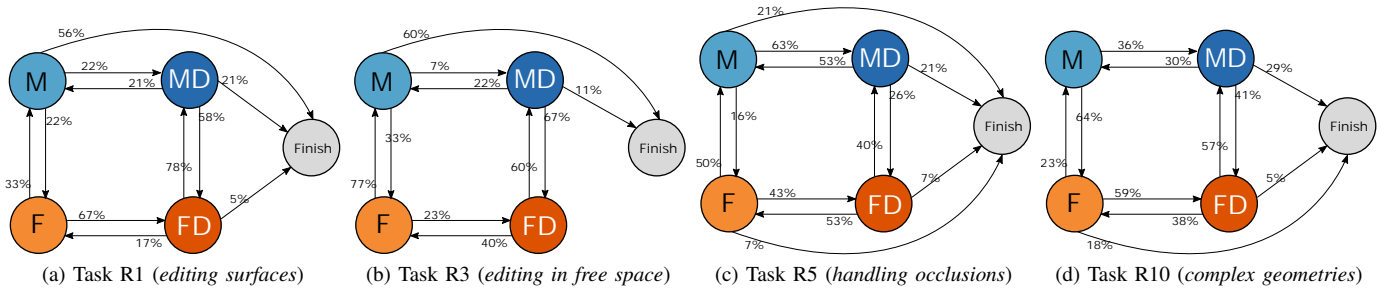 56%
M
22%
21%
MD
21%
22%
58%
Finish
33%
78%
F
67%
17%
FD
5%
(a) Task R1 (editing surfaces)
60%
M
7%
22%
MD
11%
33%
67%
Finish
77%
60%
F
23%
40%
FD
(b) Task R3 (editing in free space)
21%
M
63%
53%
MD
21%
16%
26%
Finish
50%
40%
F
43%
53%
FD
7%
7%
(c) Task R5 (handling occlusions)
M
36%
30%
MD
29%
64%
41%
Finish
23%
57%
F
59%
38%
FD
5%
18%
(d) Task R10 (complex geometries)